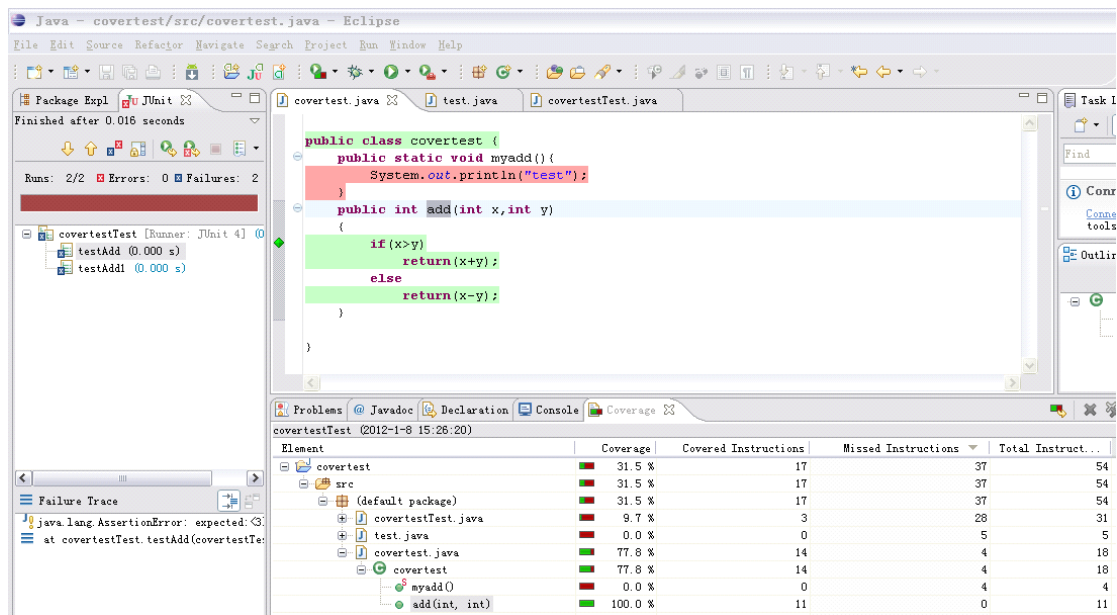 Java - covertest/src/covertest.java - Eclipse
File Edit Source Refactor Navigate Search Project Run Window Help
Package Expl JUnit
Finished after 0.016 seconds
Runs: 2/2 Errors: 0 Failures: 2
covertestTest [Runner: JUnit 4] (0
testAdd (0.000 s)
testAdd1 (0.000 s)
Failure Trace
java.lang.AssertionError: expected:<3
at covertestTest.testAdd(covertestTe
covertest.java test.java covertestTest.java
public class covertest {
public static void myadd(){
System.out.println("test");
}
public int add(int x,int y)
{
if(x>y)
return(x+y);
else
return(x-y);
}
}
Task
Find
Conn
Conne
tools
Outlin
Problems Javadoc Declaration Console Coverage
covertestTest (2012-1-8 15:26:20)
Element Coverage Covered Instructions Missed Instructions Total Instruct...
covertest 31.5 % 17 37 54
src 31.5 % 17 37 54
(default package) 31.5 % 17 37 54
covertestTest.java 9.7 % 3 28 31
test.java 0.0 % 0 5 5
covertest.java 77.8 % 14 4 18
covertest 77.8 % 14 4 18
myadd() 0.0 % 0 4 4
add(int, int) 100.0 % 11 0 11